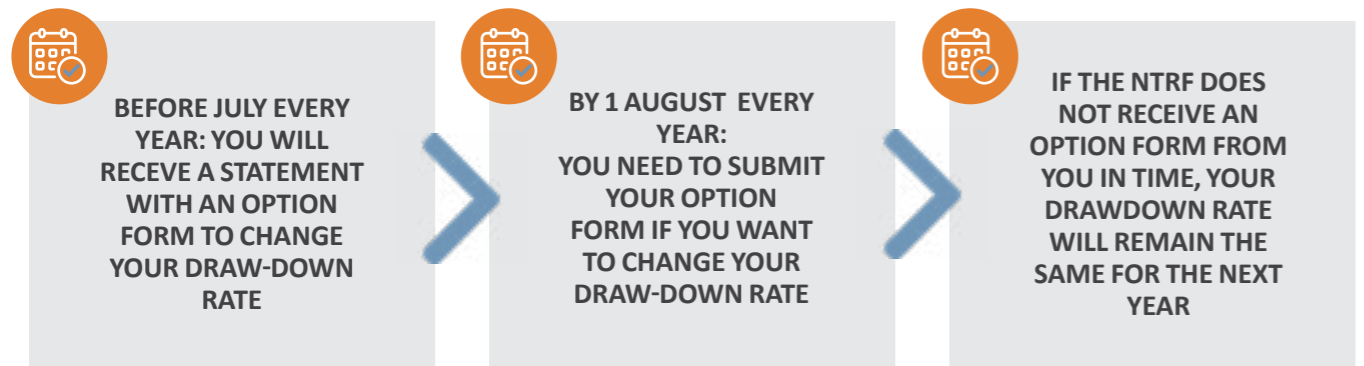 BEFORE JULY EVERY
YEAR: YOU WILL
RECEVE A STATEMENT
WITH AN OPTION
FORM TO CHANGE
YOUR DRAW-DOWN
RATE
BY 1 AUGUST EVERY
YEAR:
YOU NEED TO SUBMIT
YOUR OPTION
FORM IF YOU WANT
TO CHANGE YOUR
DRAW-DOWN RATE
IF THE NTRF DOES
NOT RECEIVE AN
OPTION FORM FROM
YOU IN TIME, YOUR
DRAWDOWN RATE
WILL REMAIN THE
SAME FOR THE NEXT
YEAR